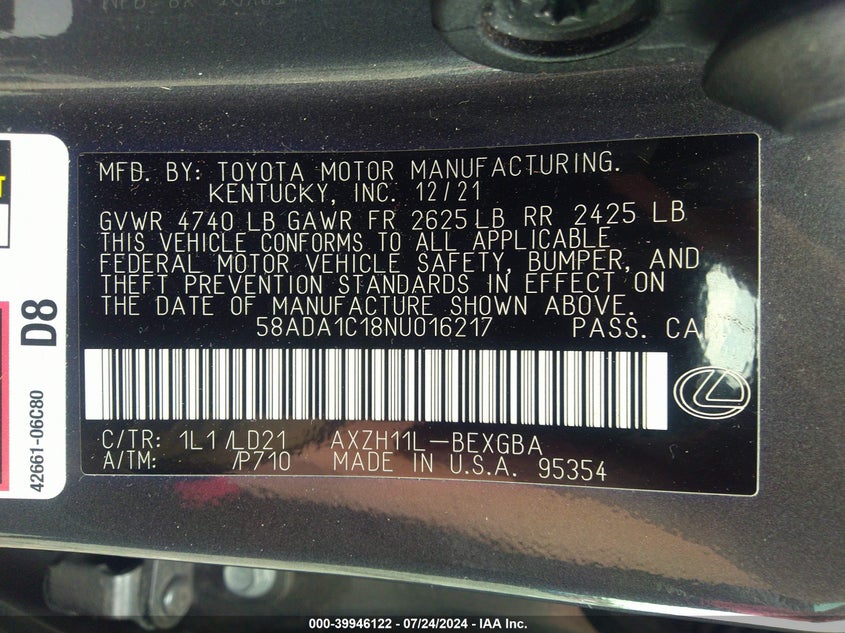 MFD. BY: TOYOTA MOTOR MANUFACTURING.
KENTUCKY, INC. 12/21
GVWR 4740 LB GAWR FR 2625 LB RR 2425 LB
THIS VEHICLE CONFORMS TO ALL APPLICABLE
FEDERAL MOTOR VEHICLE SAFETY, BUMPER, AND
THEFT PREVENTION STANDARDS IN EFFECT ON
THE DATE OF MANUFACTURE SHOWN ABOVE.
58ADA1C18NU016217 PASS. CAR
C/TR: 1L1 /LD21 AXZH11L-BEXGBA
A/TM: /P710 MADE IN U.S.A. 95354
D8
42661-06C80
000-39946122 - 07/24/2024 - IAA Inc.